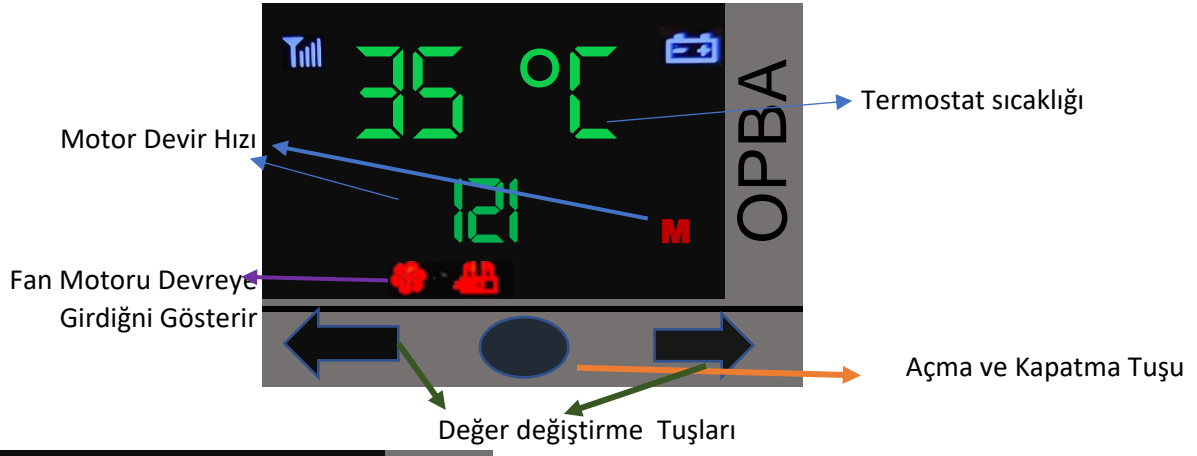 35 °C
OPBA
Termostat sıcaklığı
Motor Devir Hızı
121
M
Fan Motoru Devreye
Girdiğni Gösterir
Açma ve Kapatma Tuşu
Değer değiştirme Tuşları